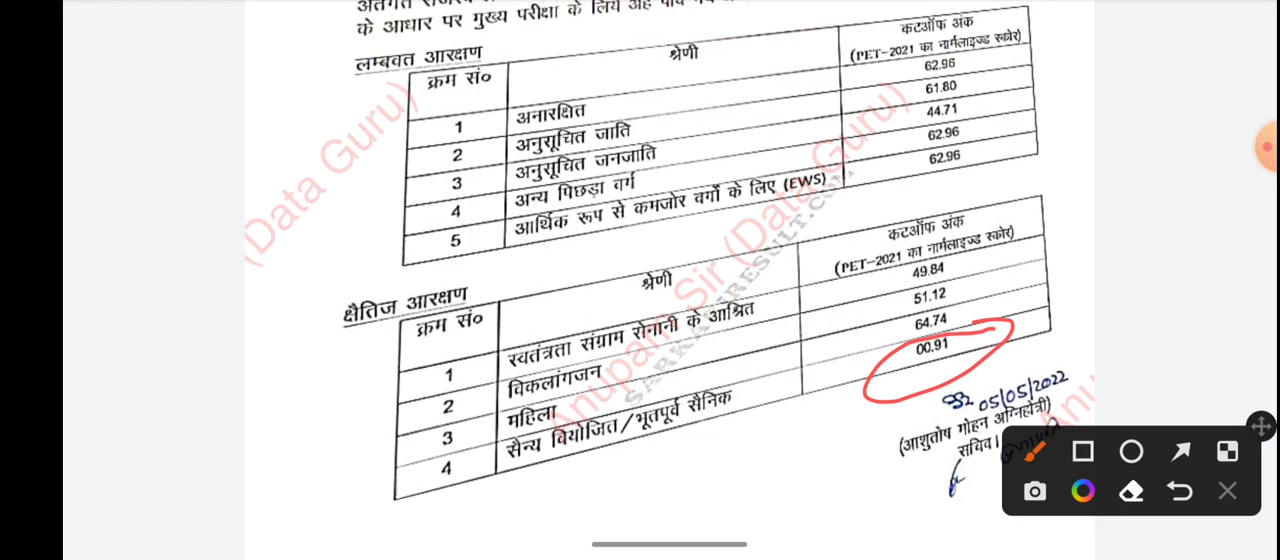 के आधार पर मुख्य परीक्षा के लिये अर्ह
लम्बवत आरक्षण
क्रम सं० श्रेणी कटऑफ अंक
(PET-2021 का नार्मलाइज्ड स्कोर)
1 अनारक्षित 62.96
2 अनुसूचित जाति 61.80
3 अनुसूचित जनजाति 44.71
4 अन्य पिछड़ा वर्ग 62.96
5 आर्थिक रूप से कमजोर वर्गो के लिए (EWS) 62.96
क्षैतिज आरक्षण
क्रम सं० श्रेणी कटऑफ अंक
(PET-2021 का नार्मलाइज्ड स्कोर)
1 स्वतंत्रता संग्राम सेनानी के आश्रित 49.84
2 विकलांगजन 51.12
3 महिला 64.74
4 सैन्य वियोजित/भूतपूर्व सैनिक 00.91
05/05/2022
(आशुतोष मोहन अग्निहोत्री)
सचिव।
(Data Guru)
Anupam Sir (Data Guru)
SARKARIRESULT.COM